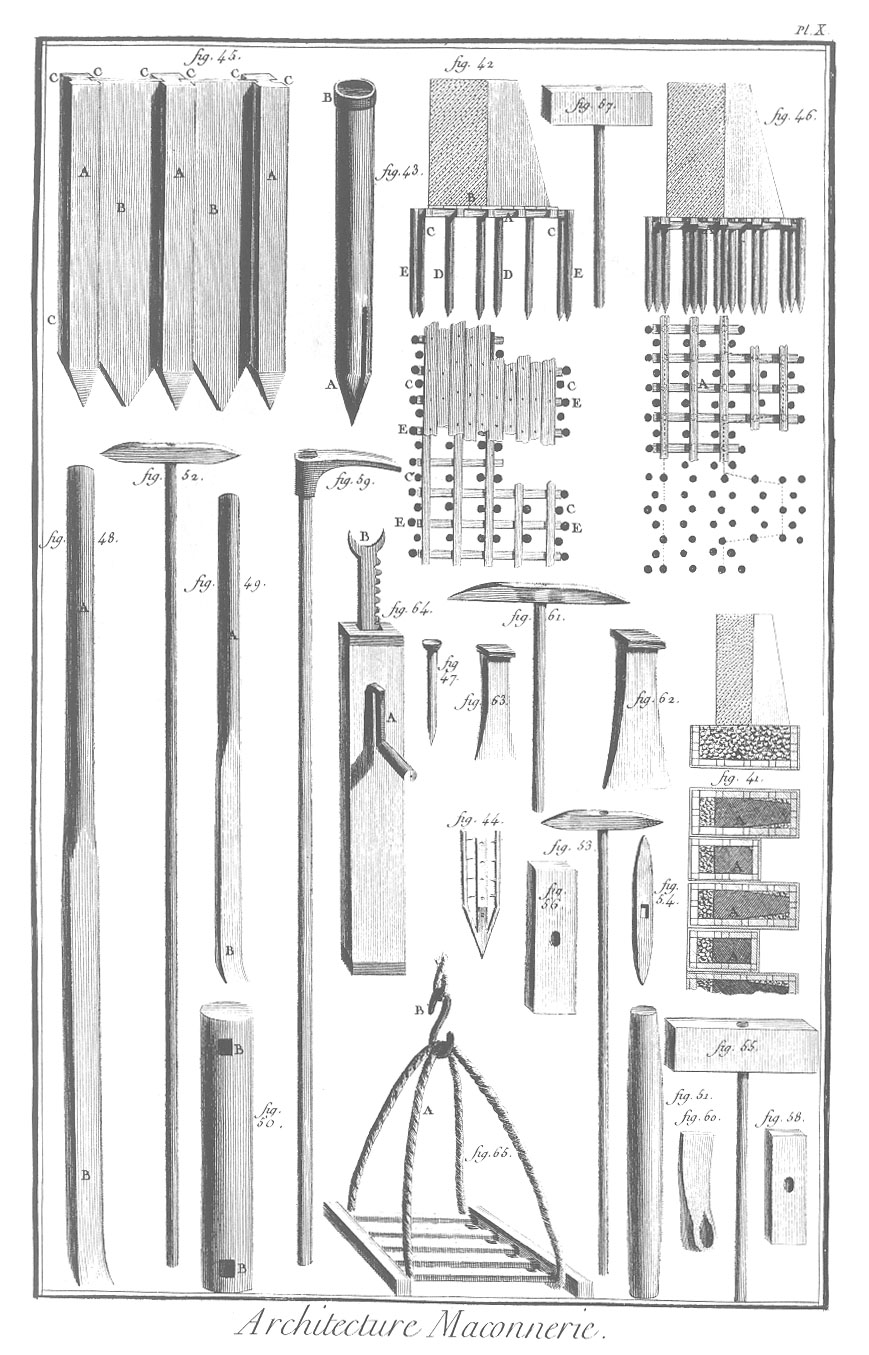 Pl. X.
fig. 45.
C C C C C C
A A A
B B
C
B
fig. 43.
A
fig. 42
B
A
C C
E D D E
fig. 57.
fig. 46.
A
C C
E
E
C
C
E E
A
fig. 52.
fig. 59.
fig. 48.
A
B
fig. 49.
A
B
B
fig. 64.
A
fig. 61.
fig
47.
fig. 63.
fig. 62.
fig. 41.
A
A
A
A
fig. 44.
fig. 53.
fig.
56
fig.
54.
B
A
fig. 65.
B
fig.
50.
B
fig. 55.
fig. 51.
fig. 60.
fig. 58.
Architecture Maconnerie.